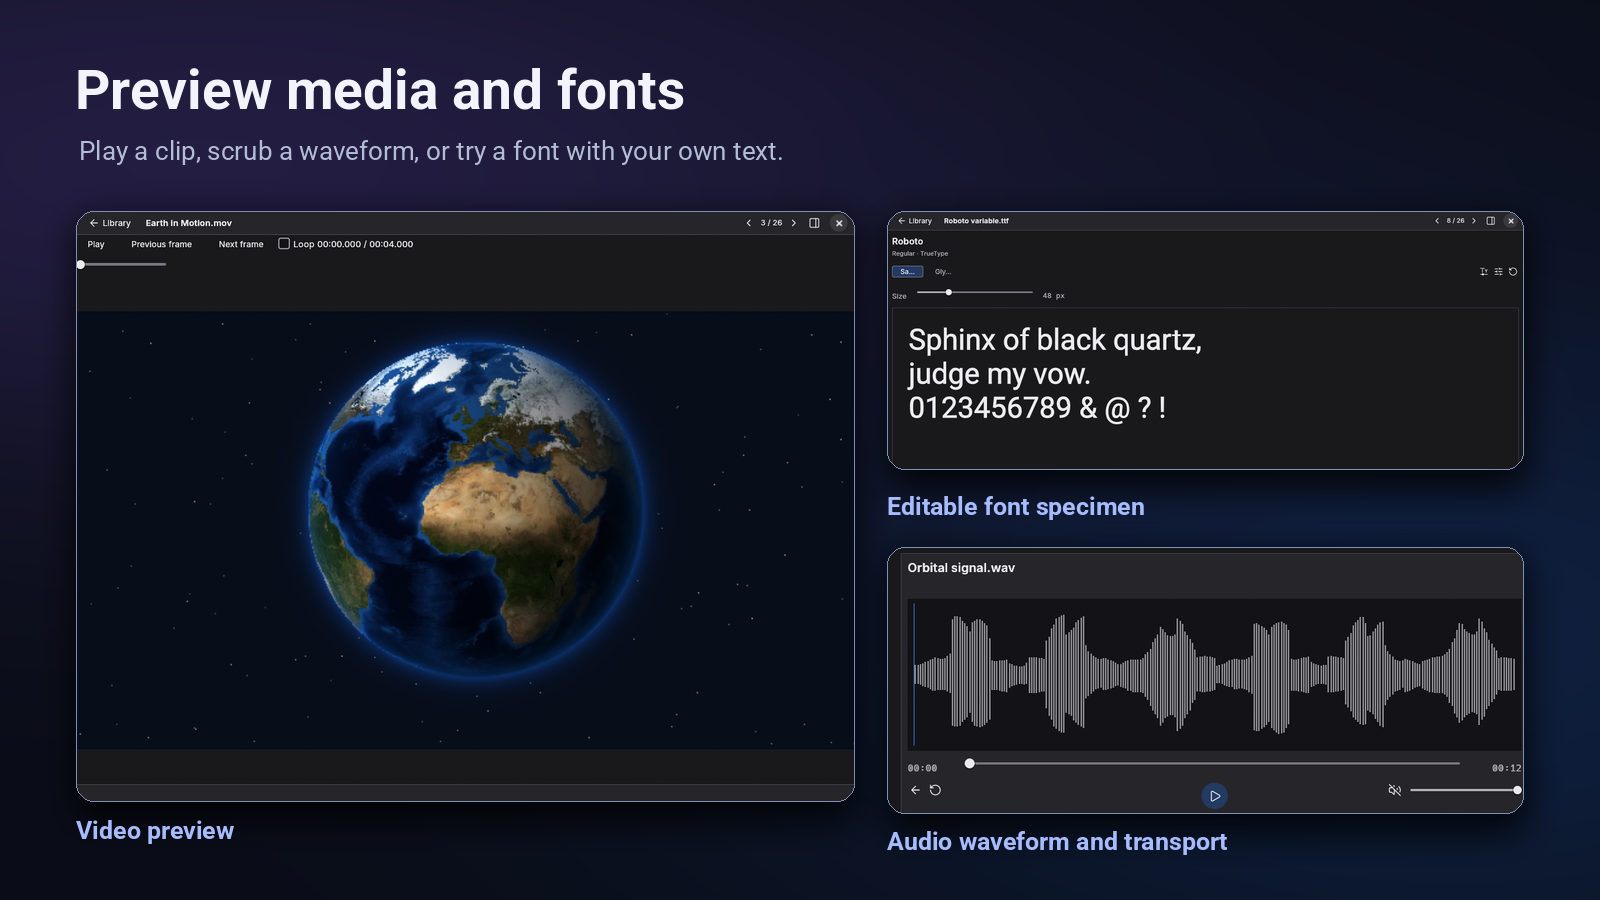 Preview media and fonts
Play a clip, scrub a waveform, or try a font with your own text.
Library Earth in Motion.mov 3 / 26
Play Previous frame Next frame Loop 00:00.000 / 00:04.000
Video preview
Library Roboto variable.ttf 8 / 26
Roboto
Regular · TrueType
Sa... Gly...
Size 48 px
Sphinx of black quartz,
judge my vow.
0123456789 & @ ? !
Editable font specimen
Orbital signal.wav
00:00 00:12
Audio waveform and transport